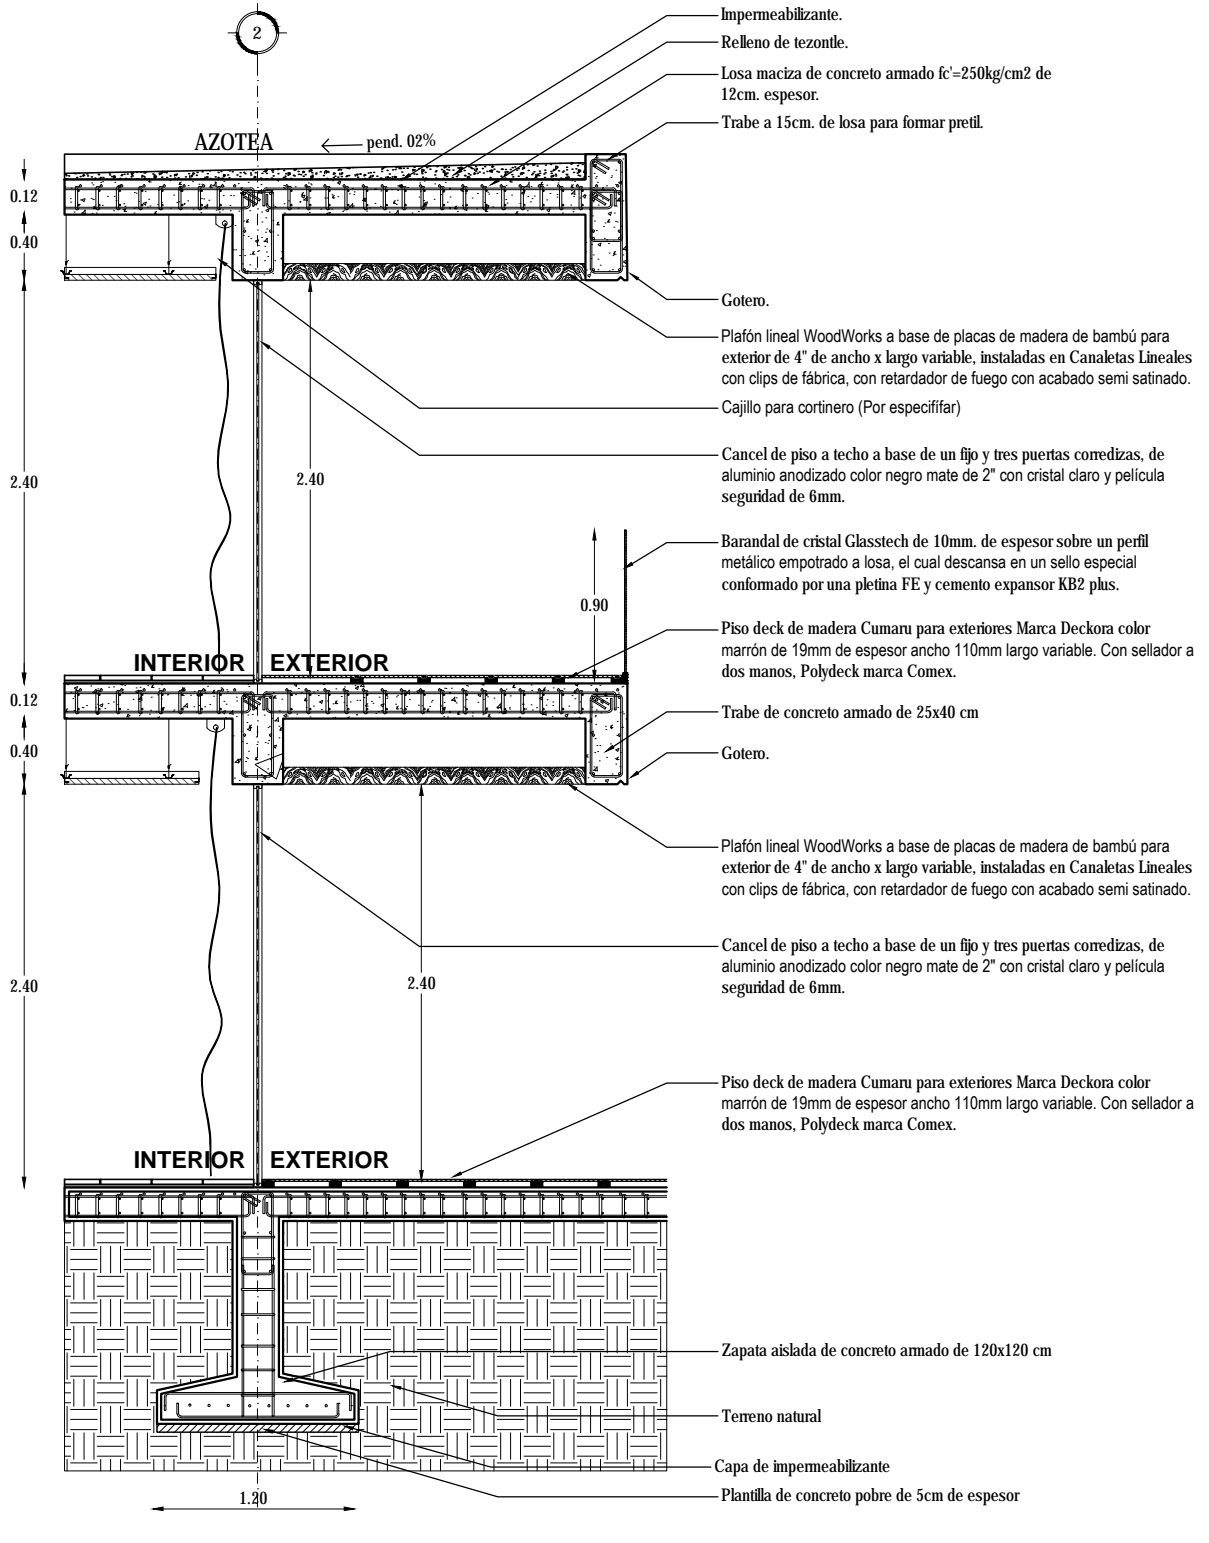 2
Impermeabilizante.
Relleno de tezontle.
Losa maciza de concreto armado fc'=250kg/cm2 de
12cm. espesor.
Trabe a 15cm. de losa para formar pretil.
AZOTEA
pend. 02%
0.12
0.40
Gotero.
Plafón lineal WoodWorks a base de placas de madera de bambú para
exterior de 4" de ancho x largo variable, instaladas en Canaletas Lineales
con clips de fábrica, con retardador de fuego con acabado semi satinado.
Cajillo para cortinero (Por especifífar)
Cancel de piso a techo a base de un fijo y tres puertas corredizas, de
aluminio anodizado color negro mate de 2" con cristal claro y película
seguridad de 6mm.
2.40
2.40
Barandal de cristal Glasstech de 10mm. de espesor sobre un perfil
metálico empotrado a losa, el cual descansa en un sello especial
conformado por una pletina FE y cemento expansor KB2 plus.
0.90
Piso deck de madera Cumaru para exteriores Marca Deckora color
marrón de 19mm de espesor ancho 110mm largo variable. Con sellador a
dos manos, Polydeck marca Comex.
INTERIOR
EXTERIOR
0.12
Trabe de concreto armado de 25x40 cm
0.40
Gotero.
Plafón lineal WoodWorks a base de placas de madera de bambú para
exterior de 4" de ancho x largo variable, instaladas en Canaletas Lineales
con clips de fábrica, con retardador de fuego con acabado semi satinado.
Cancel de piso a techo a base de un fijo y tres puertas corredizas, de
aluminio anodizado color negro mate de 2" con cristal claro y película
seguridad de 6mm.
2.40
2.40
Piso deck de madera Cumaru para exteriores Marca Deckora color
marrón de 19mm de espesor ancho 110mm largo variable. Con sellador a
dos manos, Polydeck marca Comex.
INTERIOR
EXTERIOR
Zapata aislada de concreto armado de 120x120 cm
Terreno natural
Capa de impermeabilizante
Plantilla de concreto pobre de 5cm de espesor
1.20